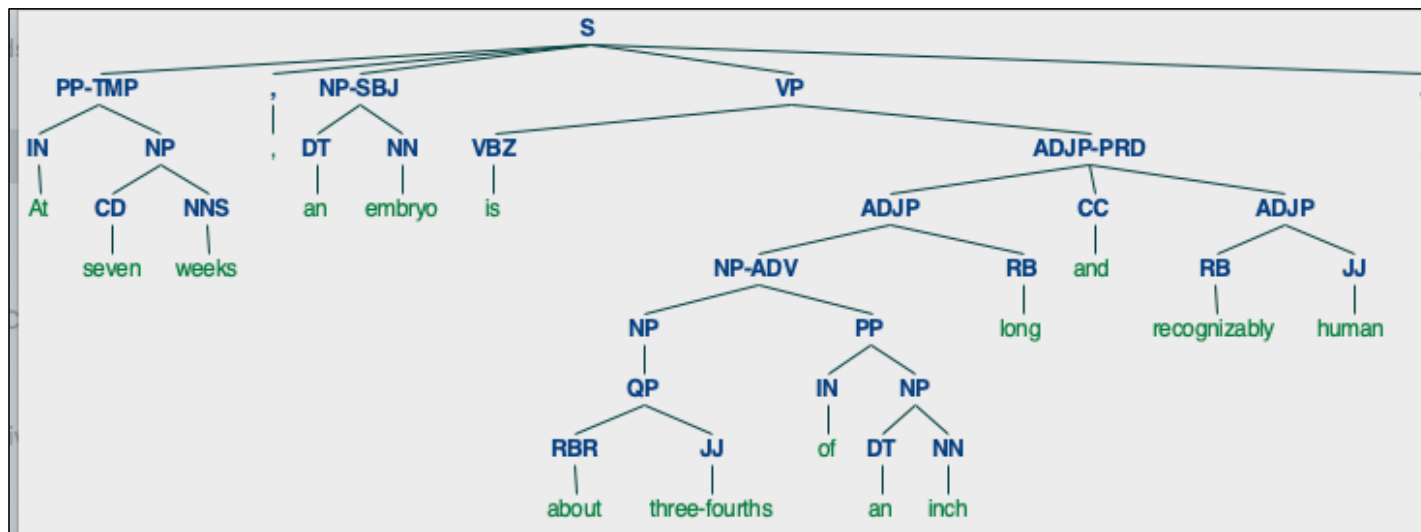 S
PP-TMP , NP-SBJ VP
IN NP , DT NN VBZ ADJP-PRD
At CD NNS an embryo is ADJP CC ADJP
seven weeks NP-ADV RB and RB JJ
NP PP long recognizably human
QP IN NP
RBR JJ of DT NN
about three-fourths an inch